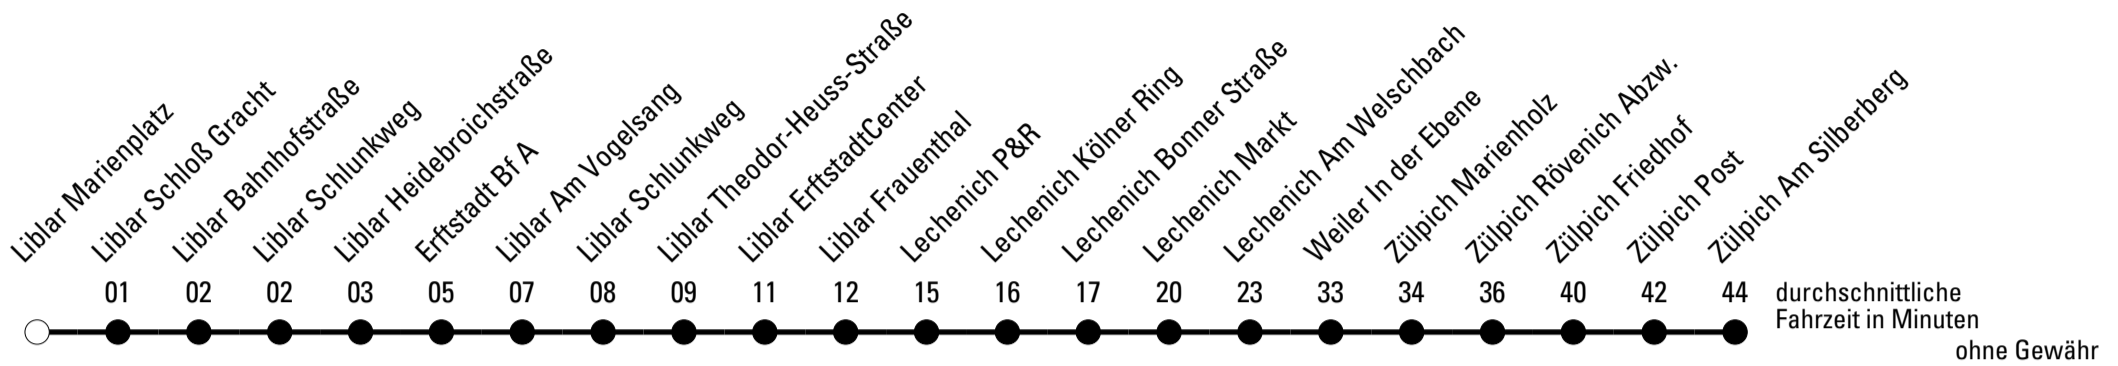 Liblar Marienplatz
Liblar Schloß Gracht
Liblar Bahnhofstraße
Liblar Schlunkweg
Liblar Heidebroichstraße
Erftstadt Bf A
Liblar Am Vogelsang
Liblar Schlunkweg
Liblar Theodor-Heuss-Straße
Liblar ErftstadtCenter
Liblar Frauenthal
Lechenich P&R
Lechenich Kölner Ring
Lechenich Bonner Straße
Lechenich Markt
Lechenich Am Welschbach
Weiler In der Ebene
Zülpich Marienholz
Zülpich Rövenich Abzw.
Zülpich Friedhof
Zülpich Post
Zülpich Am Silberberg
01 02 02 03 05 07 08 09 11 12 15 16 17 20 23 33 34 36 40 42 44 durchschnittliche
Fahrzeit in Minuten
ohne Gewähr